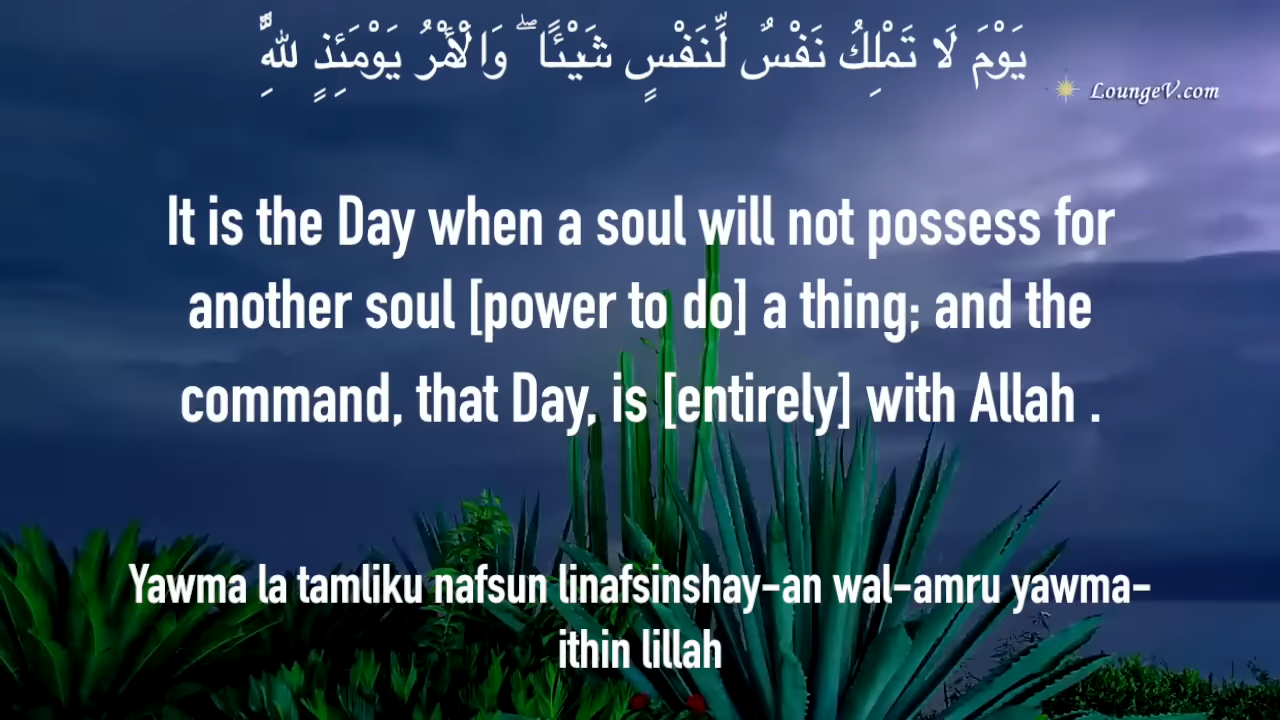 يَوْمَ لَا تَمْلِكُ نَفْسٌ لِّنَفْسٍ شَيْئًا ۖ وَالْأَمْرُ يَوْمَئِذٍ لِّلَّهِ
LoungeV.com
It is the Day when a soul will not possess for
another soul [power to do] a thing; and the
command, that Day, is [entirely] with Allah .
Yawma la tamliku nafsun linafsinshay-an wal-amru yawma-
ithin lillah